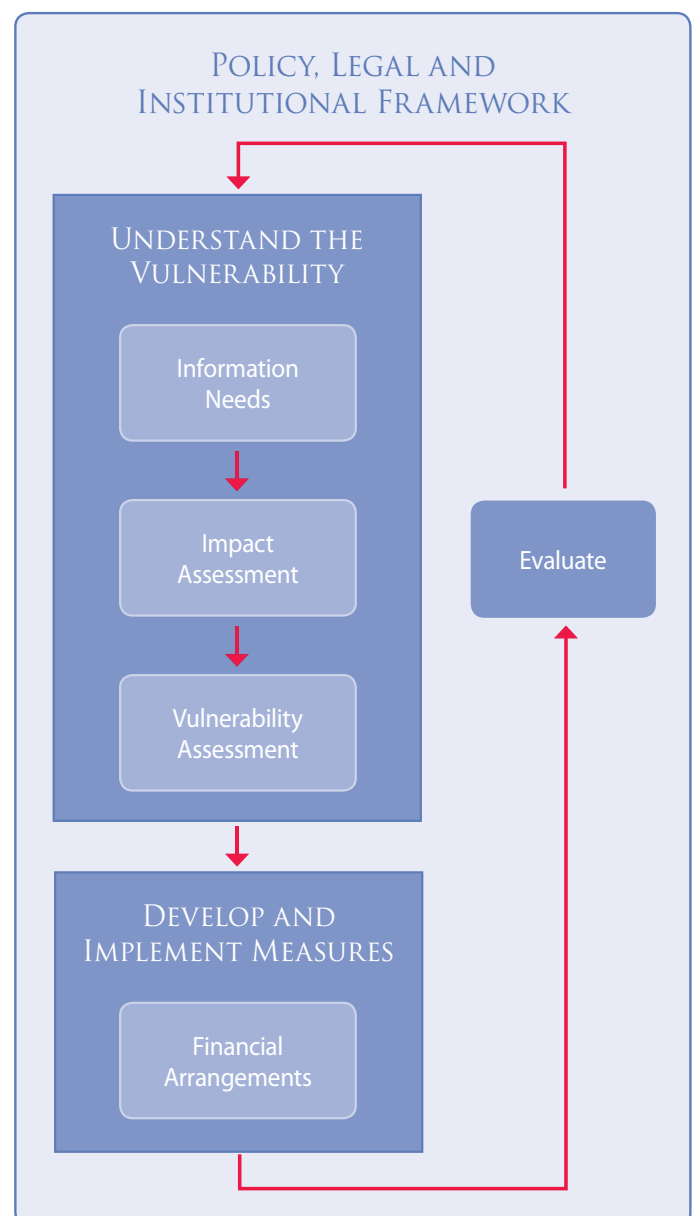 POLICY, LEGAL AND
INSTITUTIONAL FRAMEWORK
UNDERSTAND THE
VULNERABILITY
Information
Needs
Impact
Assessment
Vulnerability
Assessment
Evaluate
DEVELOP AND
IMPLEMENT MEASURES
Financial
Arrangements